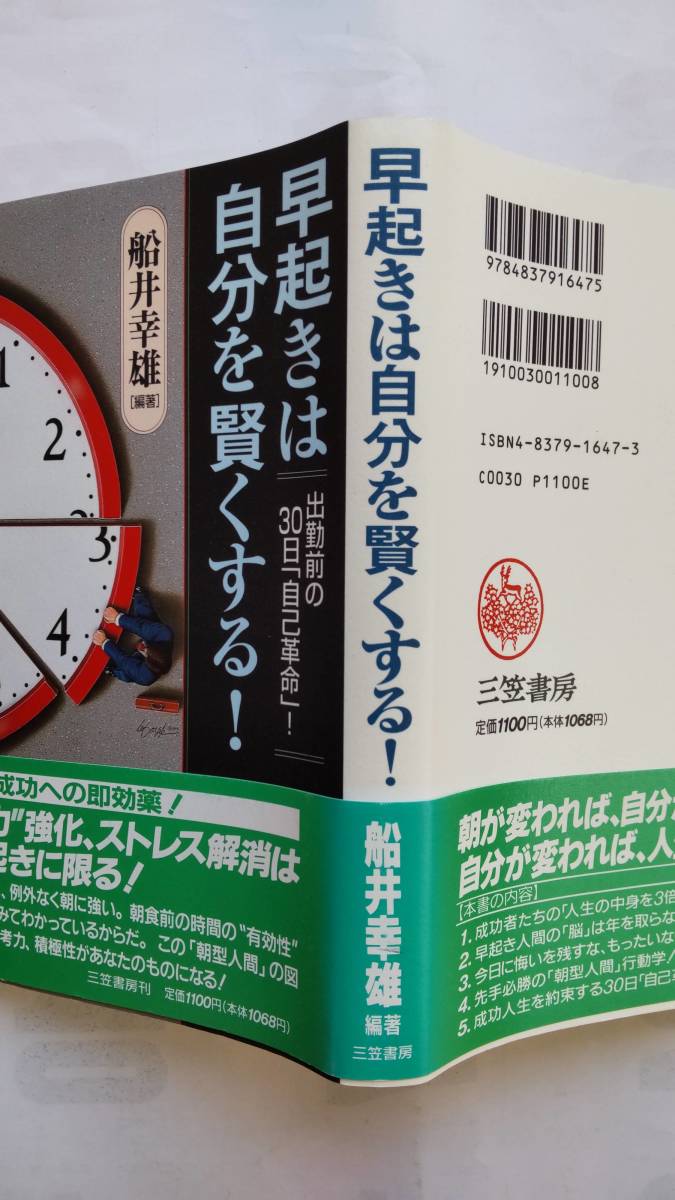 早起きは
自分を賢くする!
出勤前の
30日「自己革命」!
船井幸雄
[編著]
1
2
3
4
成功への即効薬!
力"強化、ストレス解消は
起きに限る!
、例外なく朝に強い。朝食前の時間の"有効性"
みてわかっているからだ。この「朝型人間」の図
考力、積極性があなたのものになる!
三笠書房刊 定価1100円(本体1068円)
早起きは自分を賢くする!
船井幸雄
編著
三笠書房
9784837916475
1910030011008
ISBN4-8379-1647-3
C0030 P1100E
三笠書房
定価1100円(本体1068円)
朝が変われば、自分が
自分が変われば、人
【本書の内容】
1. 成功者たちの「人生の中身を3倍
2. 早起き人間の「脳」は年を取らな
3. 今日に悔いを残すな、もったいな
4. 先手必勝の「朝型人間」行動学!
5. 成功人生を約束する30日「自己